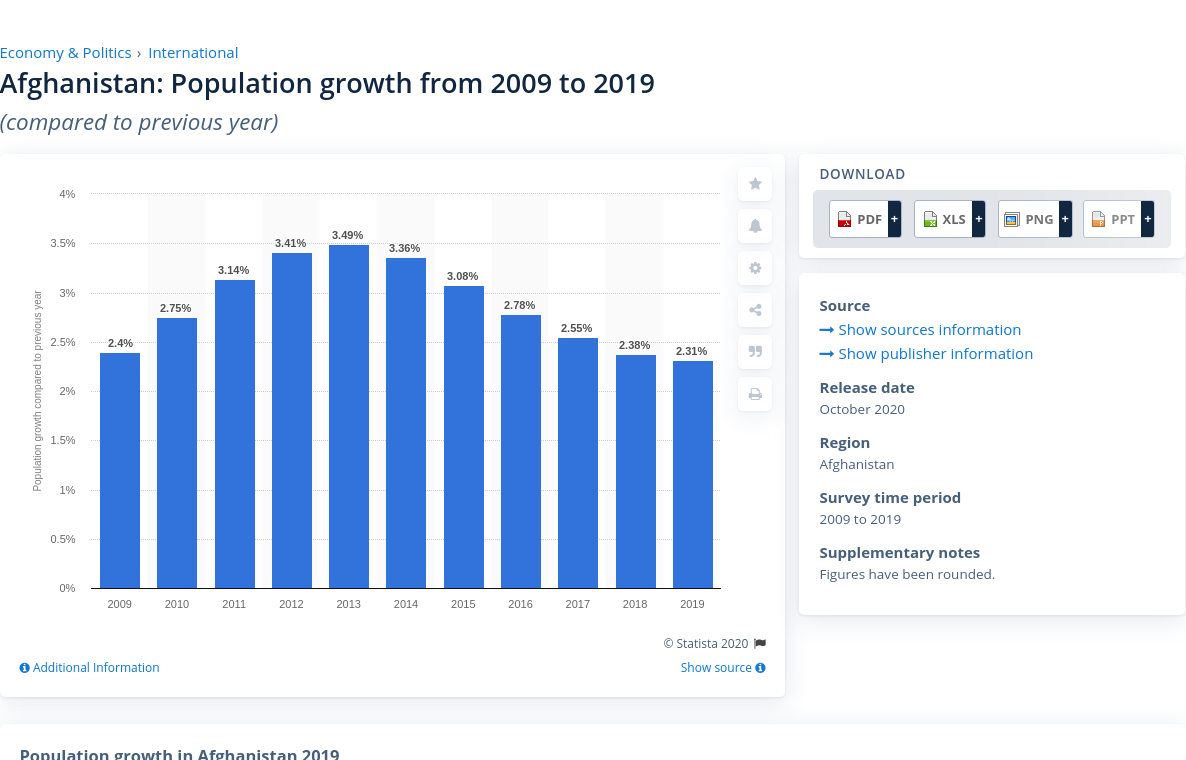 Economy & Politics › International
Afghanistan: Population growth from 2009 to 2019
(compared to previous year)
Population growth compared to previous year
4%
3.5%
3%
2.5%
2%
1.5%
1%
0.5%
0%
2.4%
2.75%
3.14%
3.41%
3.49%
3.36%
3.08%
2.78%
2.55%
2.38%
2.31%
2009 2010 2011 2012 2013 2014 2015 2016 2017 2018 2019
© Statista 2020
Additional Information
Show source
DOWNLOAD
PDF + XLS + PNG + PPT +
Source
Show sources information
Show publisher information
Release date
October 2020
Region
Afghanistan
Survey time period
2009 to 2019
Supplementary notes
Figures have been rounded.
Population growth in Afghanistan 2019